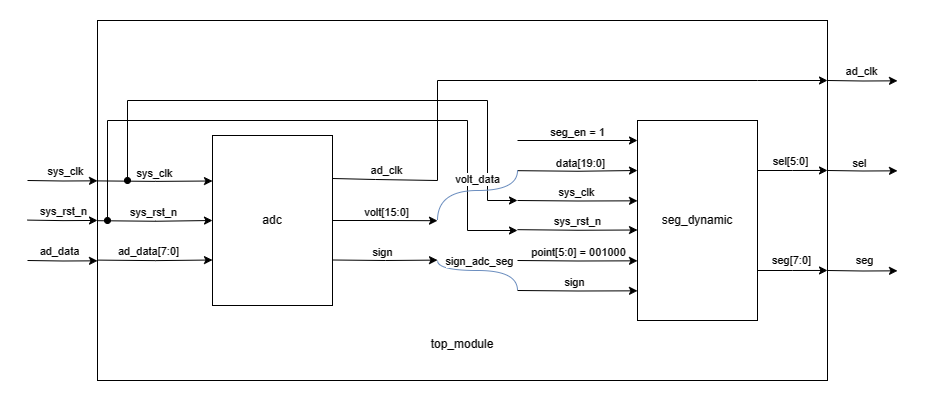 ad_clk
seg_en = 1
sys_clk
sys_clk
ad_clk
volt_data
data[19:0]
sel[5:0]
sel
sys_clk
sys_rst_n
sys_rst_n
volt[15:0]
adc
sys_rst_n
seg_dynamic
ad_data
ad_data[7:0]
sign
sign_adc_seg
point[5:0] = 001000
seg[7:0]
seg
sign
top_module